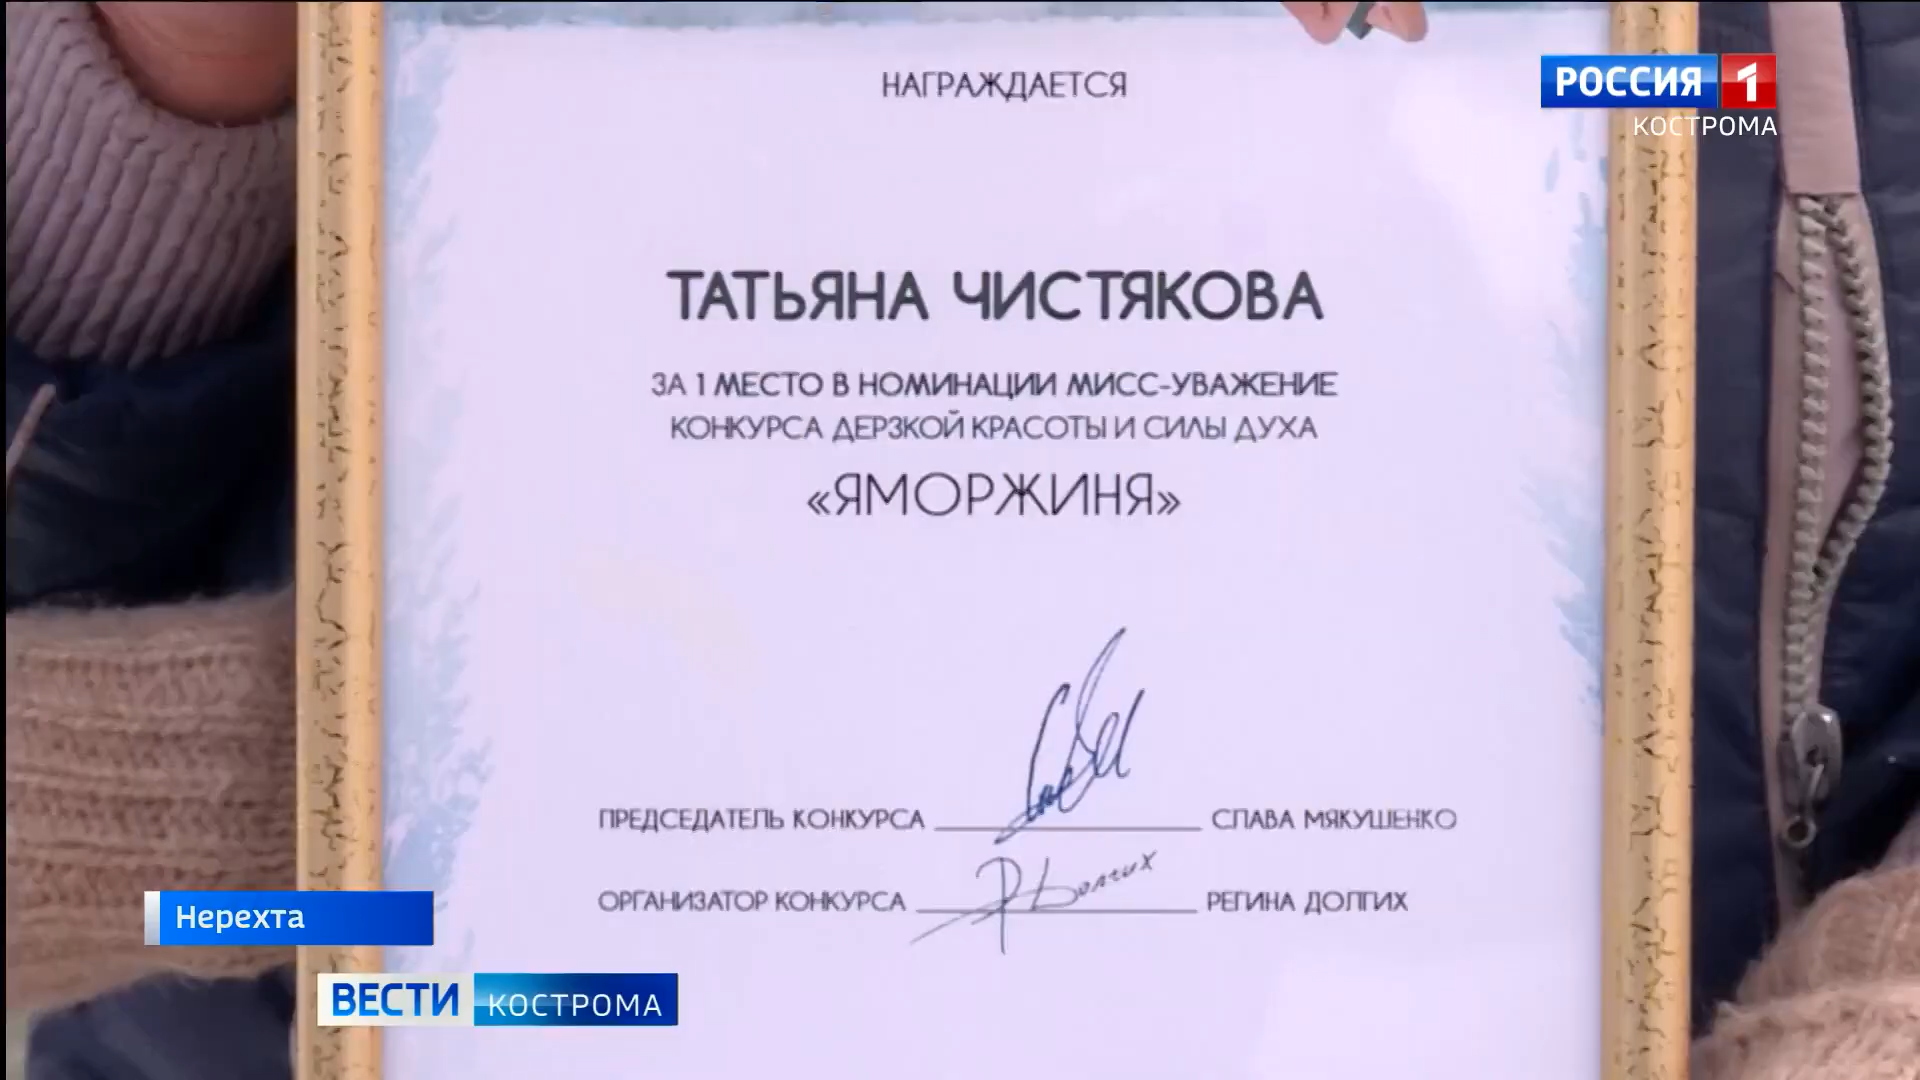 НАГРАЖДАЕТСЯ
РОССИЯ 1
КОСТРОМА
ТАТЬЯНА ЧИСТЯКОВА
ЗА 1 МЕСТО В НОМИНАЦИИ МИСС-УВАЖЕНИЕ
КОНКУРСА ДЕРЗКОЙ КРАСОТЫ И СИЛЫ ДУХА
«ЯМОРЖИНЯ»
ПРЕДСЕДАТЕЛЬ КОНКУРСА СЛАВА МЯКУШЕНКО
ОРГАНИЗАТОР КОНКУРСА Долгих РЕГИНА ДОЛГИХ
Нерехта
ВЕСТИ КОСТРОМА